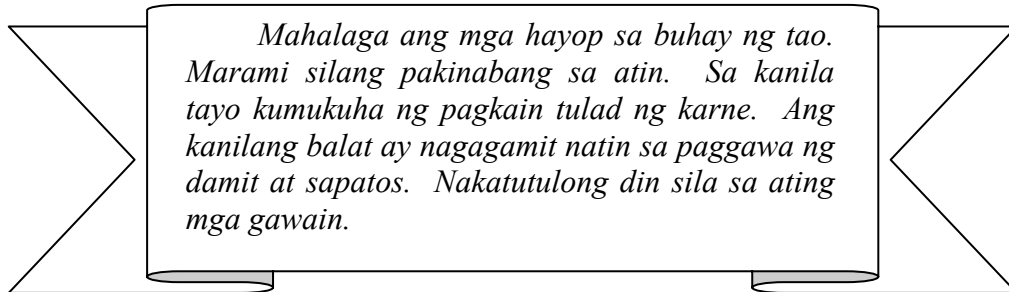 Mahalaga ang mga hayop sa buhay ng tao.
Marami silang pakinabang sa atin. Sa kanila
tayo kumukuha ng pagkain tulad ng karne. Ang
kanilang balat ay nagagamit natin sa paggawa ng
damit at sapatos. Nakatutulong din sila sa ating
mga gawain.